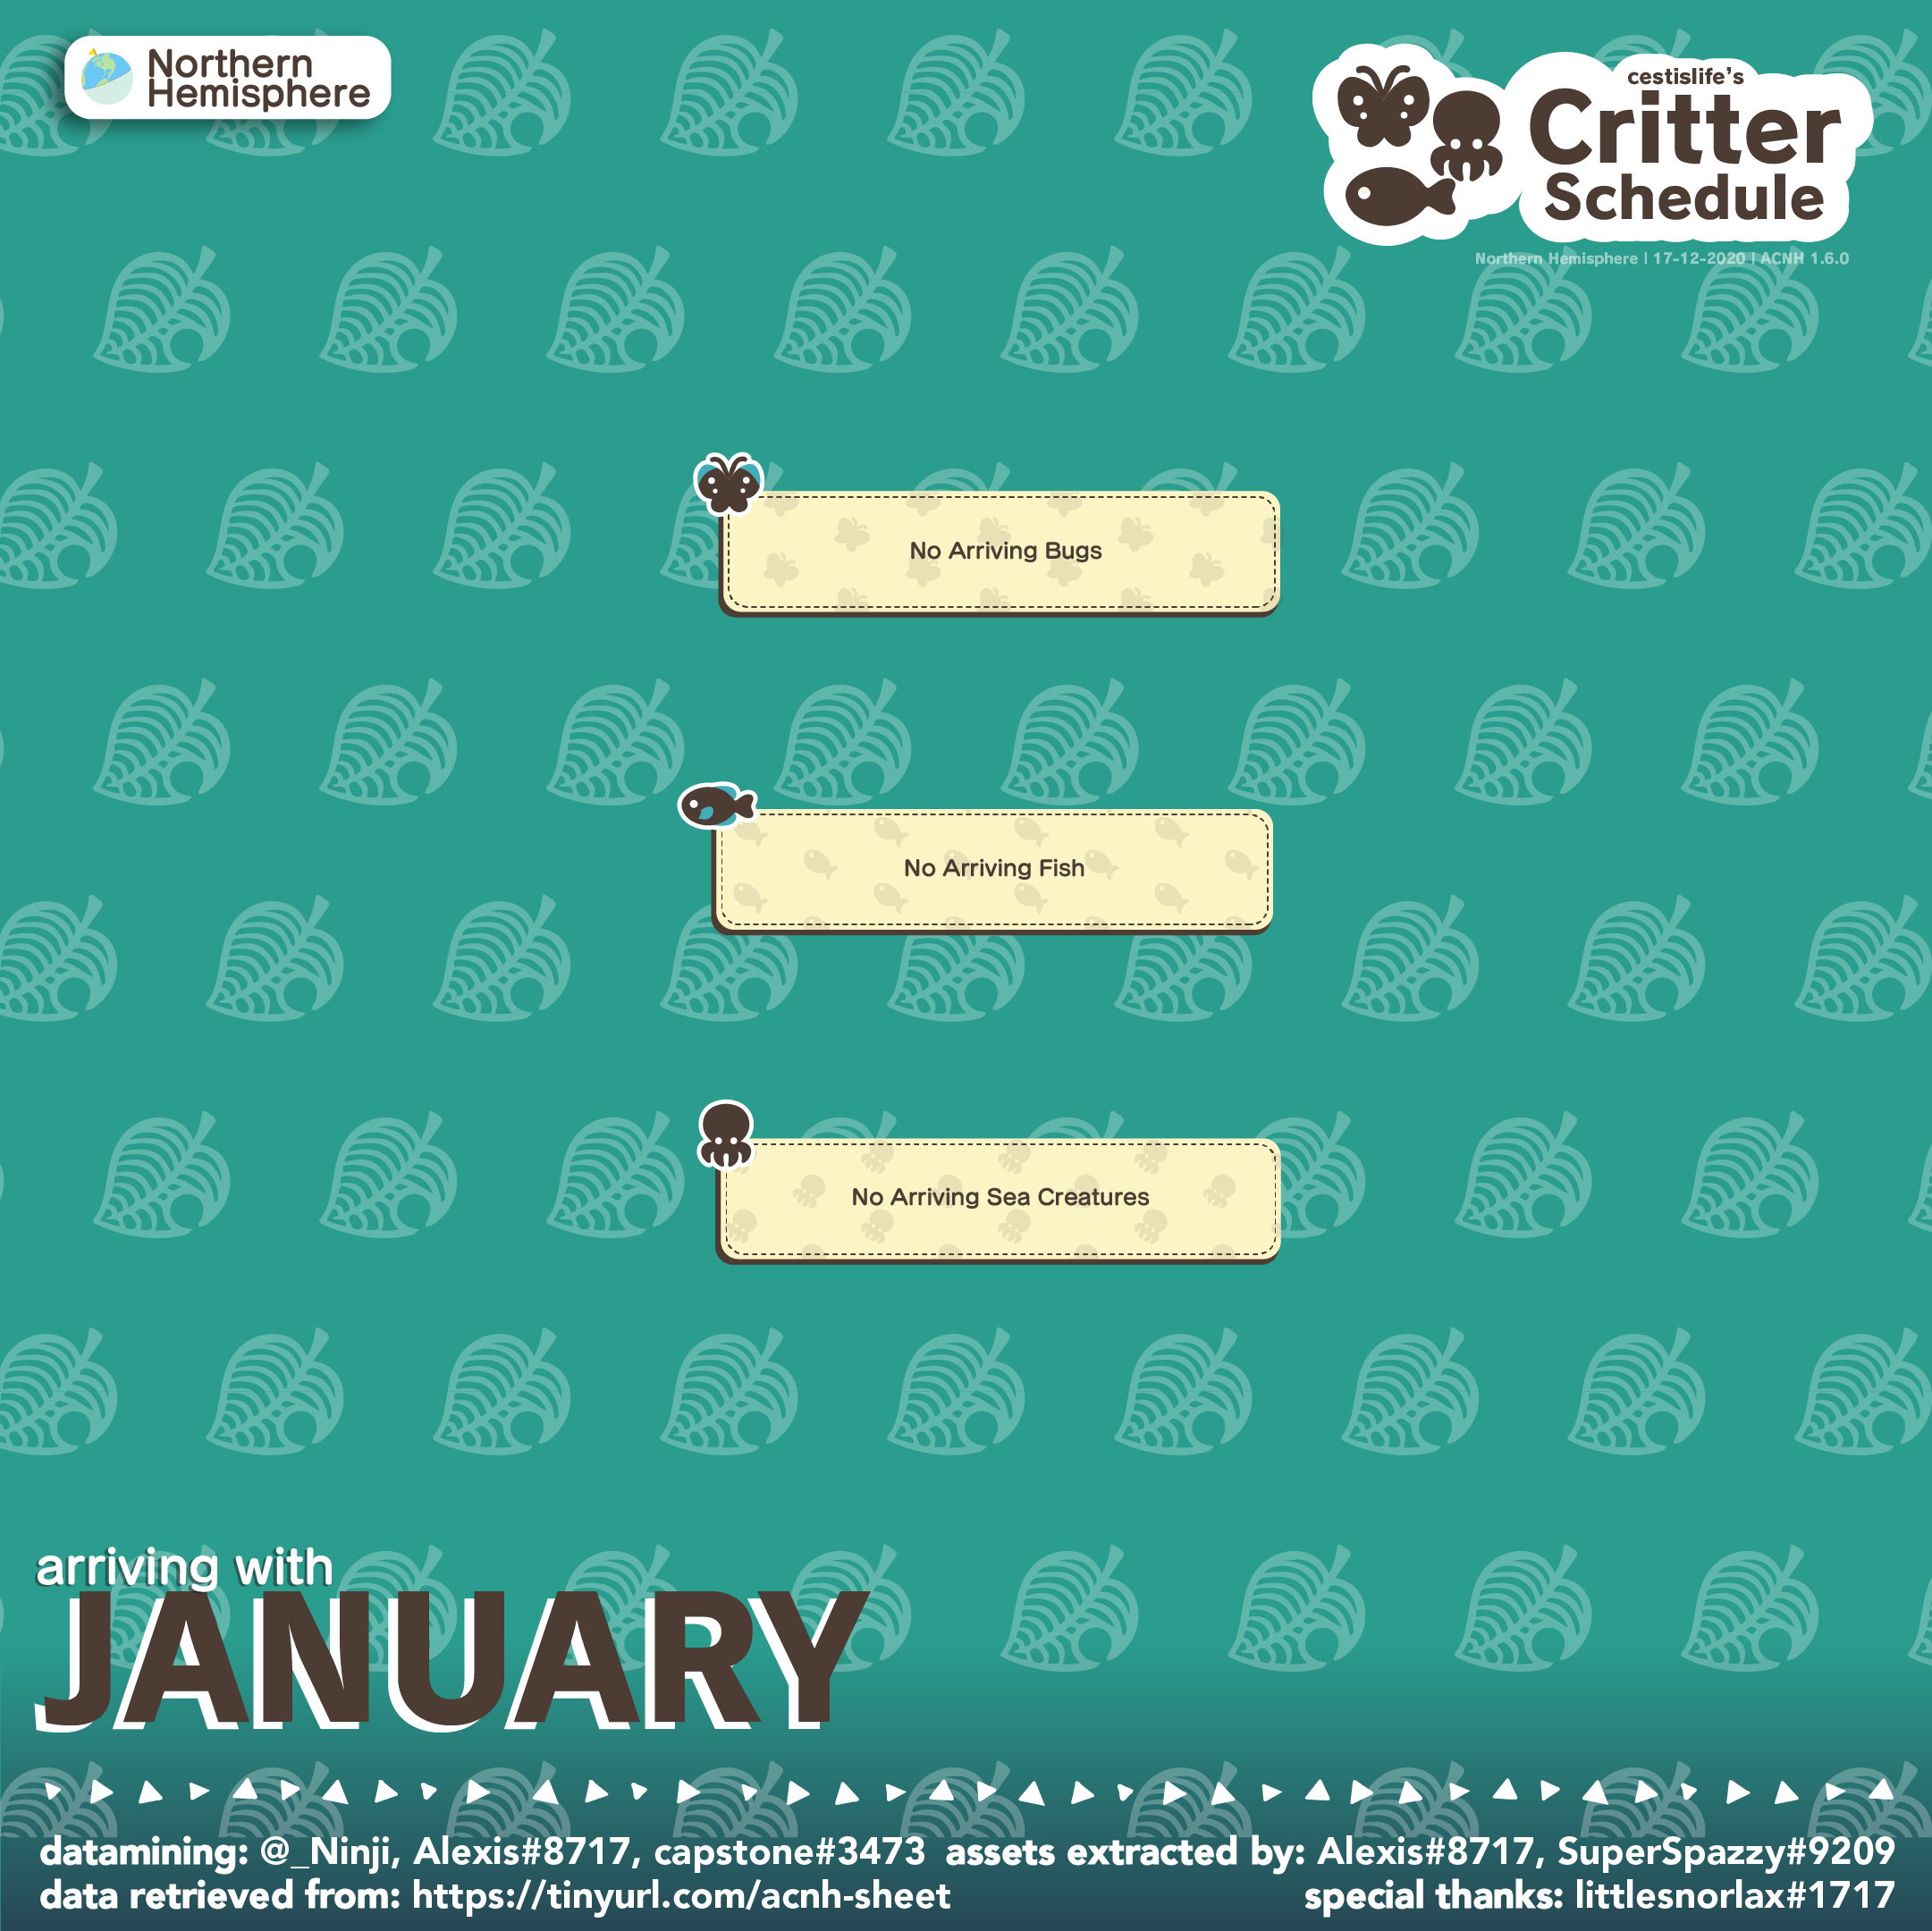 Northern
Hemisphere
cestislife's
Critter
Schedule
Northern Hemisphere | 17-12-2020 | ACNH 1.6.0
No Arriving Bugs
No Arriving Fish
No Arriving Sea Creatures
arriving with
JANUARY
datamining: @_Ninji, Alexis#8717, capstone#3473 assets extracted by: Alexis#8717, SuperSpazzy#9209
data retrieved from: https://tinyurl.com/acnh-sheet special thanks: littlesnorlax#1717